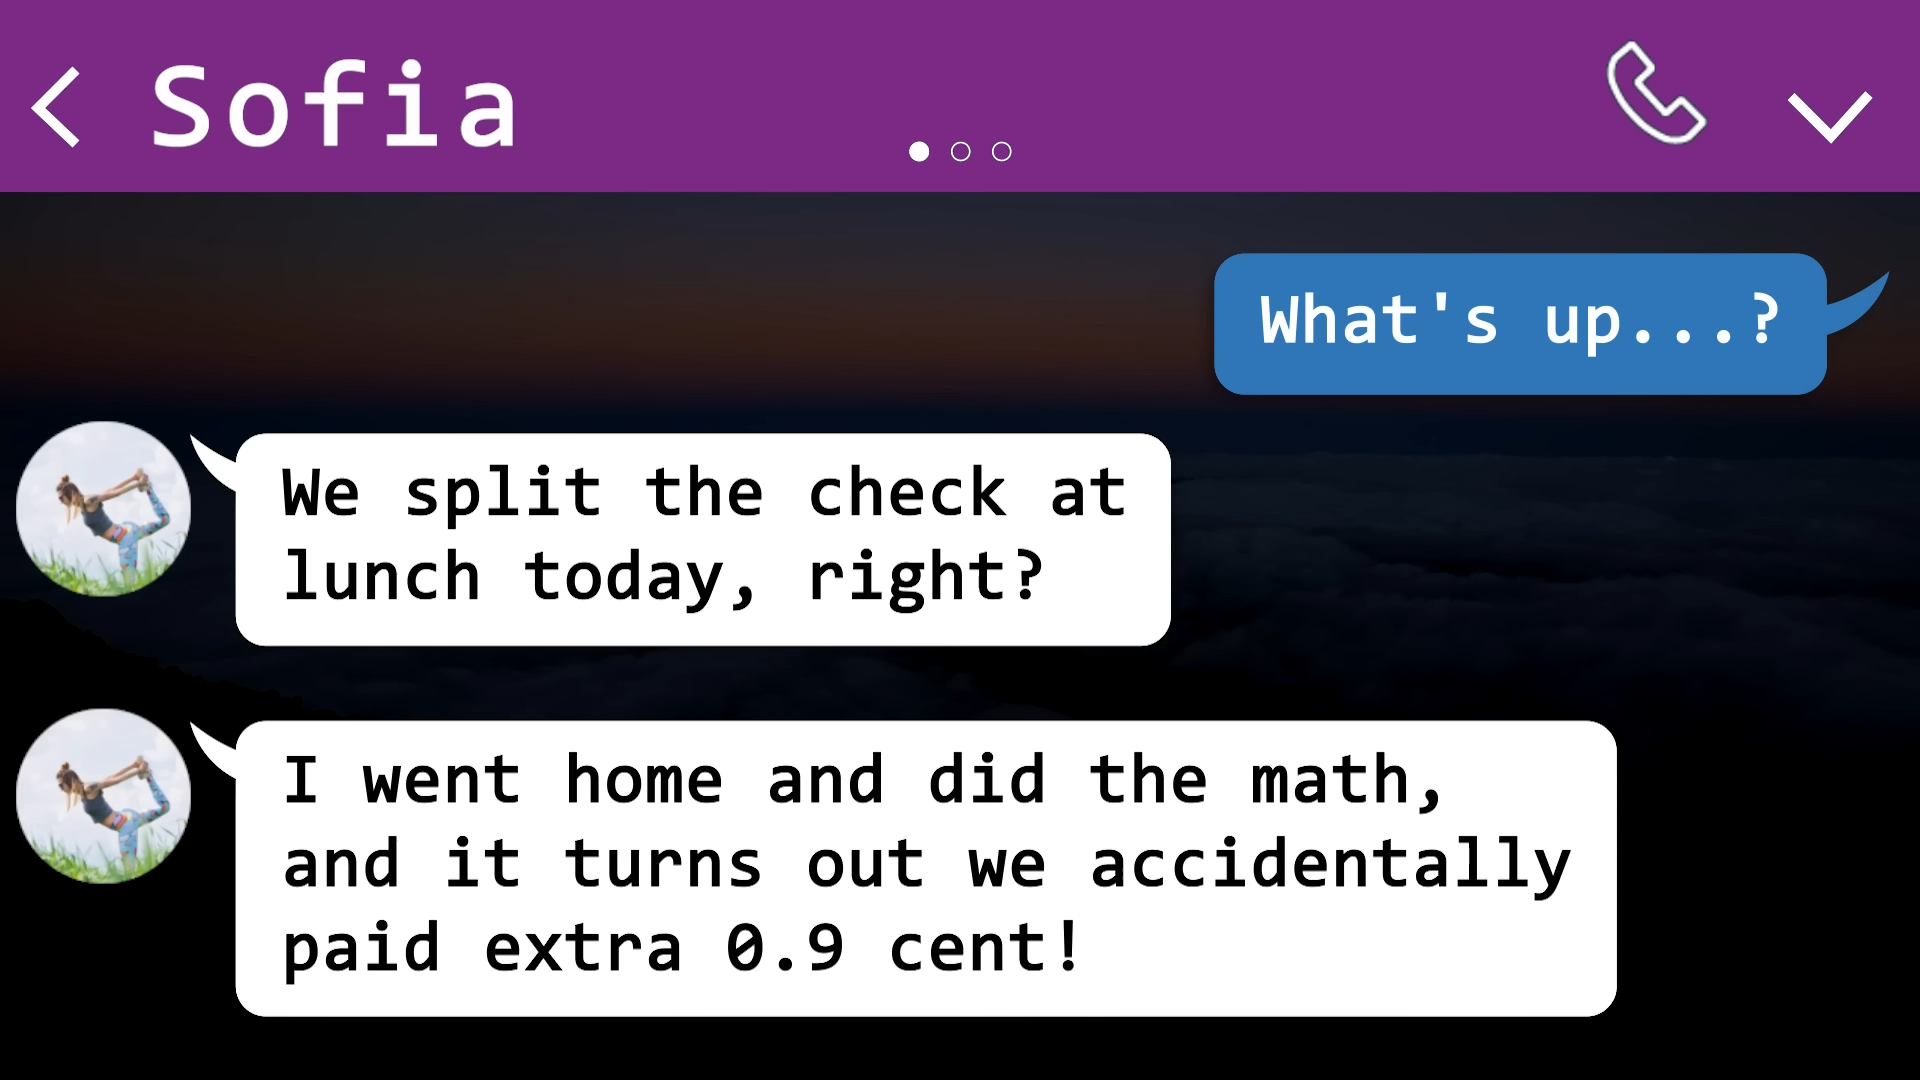 Sofia
What's up...?
We split the check at
lunch today, right?
I went home and did the math,
and it turns out we accidentally
paid extra 0.9 cent!